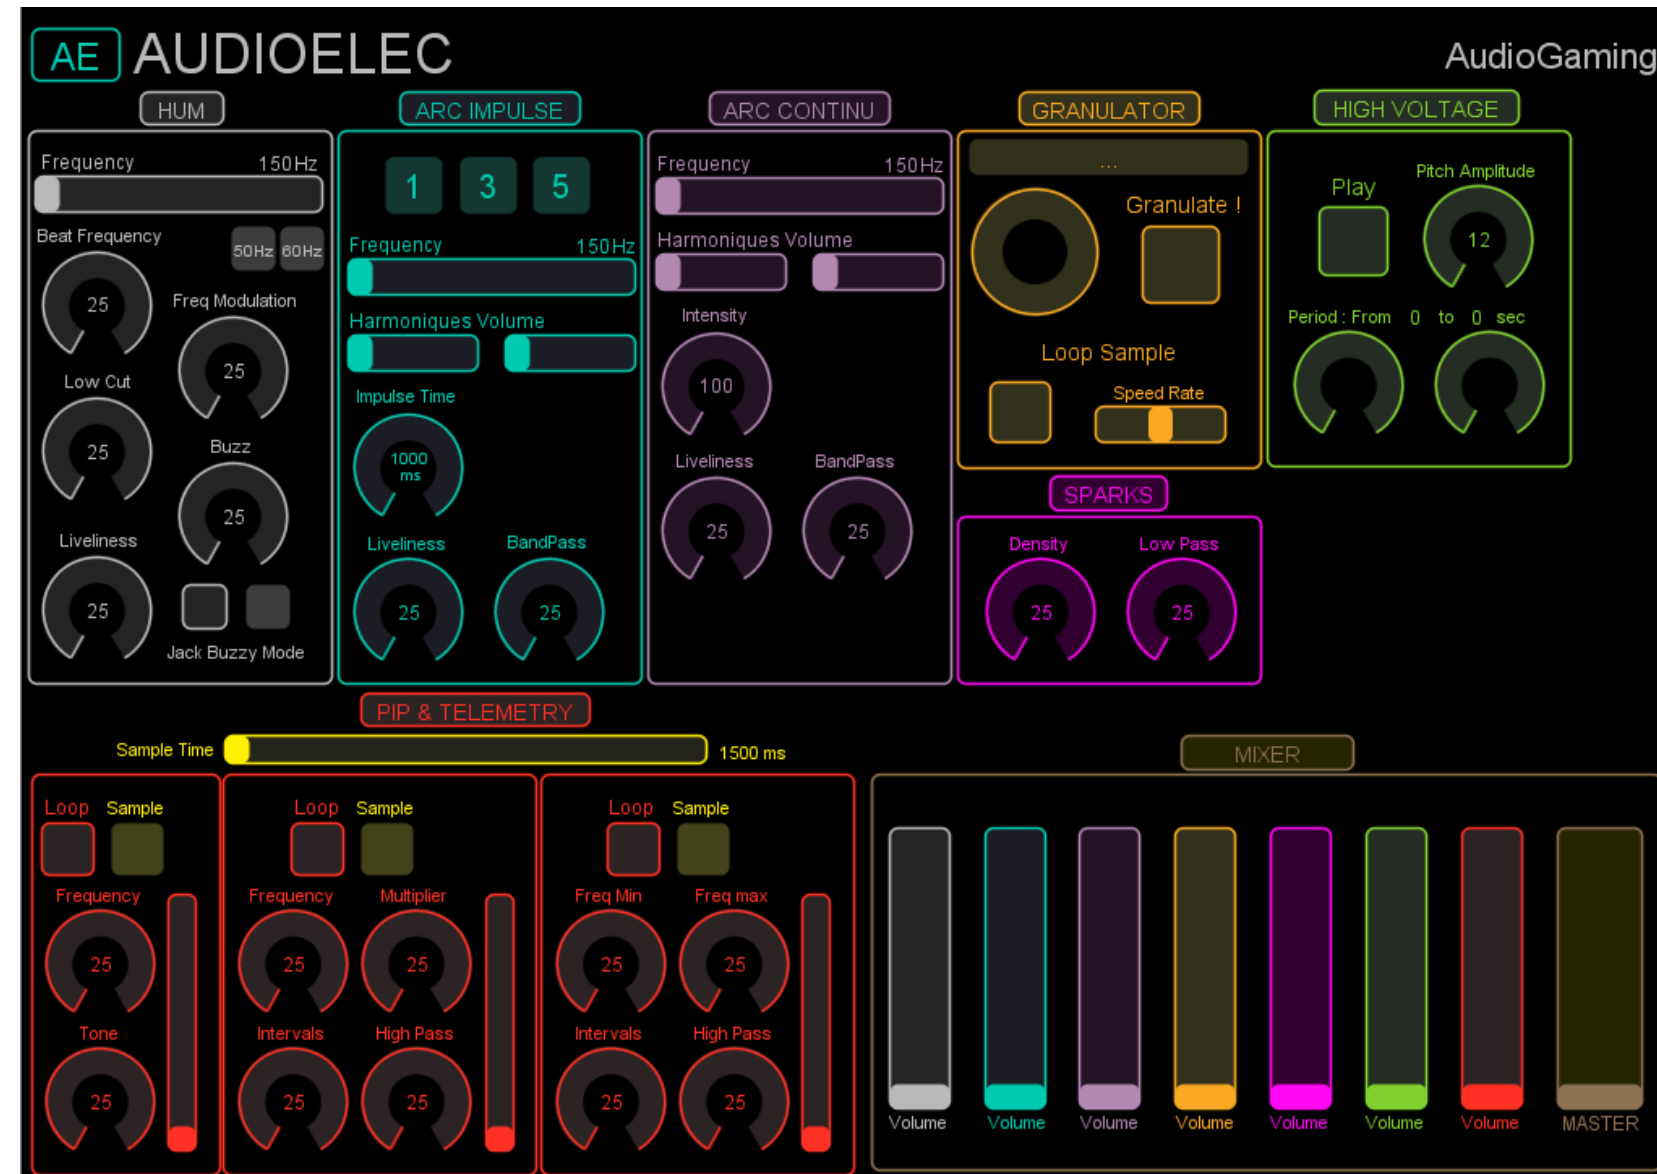 AE AUDIOELEC
AudioGaming
HUM
Frequency 150Hz
Beat Frequency
50Hz 60Hz
25
Freq Modulation
25
Low Cut
25
Buzz
25
Liveliness
25
Jack Buzzy Mode
ARC IMPULSE
1 3 5
Frequency 150Hz
Harmoniques Volume
Impulse Time
1000
ms
Liveliness BandPass
25 25
ARC CONTINU
Frequency 150Hz
Harmoniques Volume
Intensity
100
Liveliness BandPass
25 25
GRANULATOR
...
Granulate !
Loop Sample
Speed Rate
SPARKS
Density Low Pass
25 25
HIGH VOLTAGE
Play
Pitch Amplitude
12
Period : From 0 to 0 sec
PIP & TELEMETRY
Sample Time 1500 ms
Loop Sample
Frequency
25
Tone
25
Loop Sample
Frequency Multiplier
25 25
Intervals High Pass
25 25
Loop Sample
Freq Min Freq max
25 25
Intervals High Pass
25 25
MIXER
Volume Volume Volume Volume Volume Volume Volume MASTER